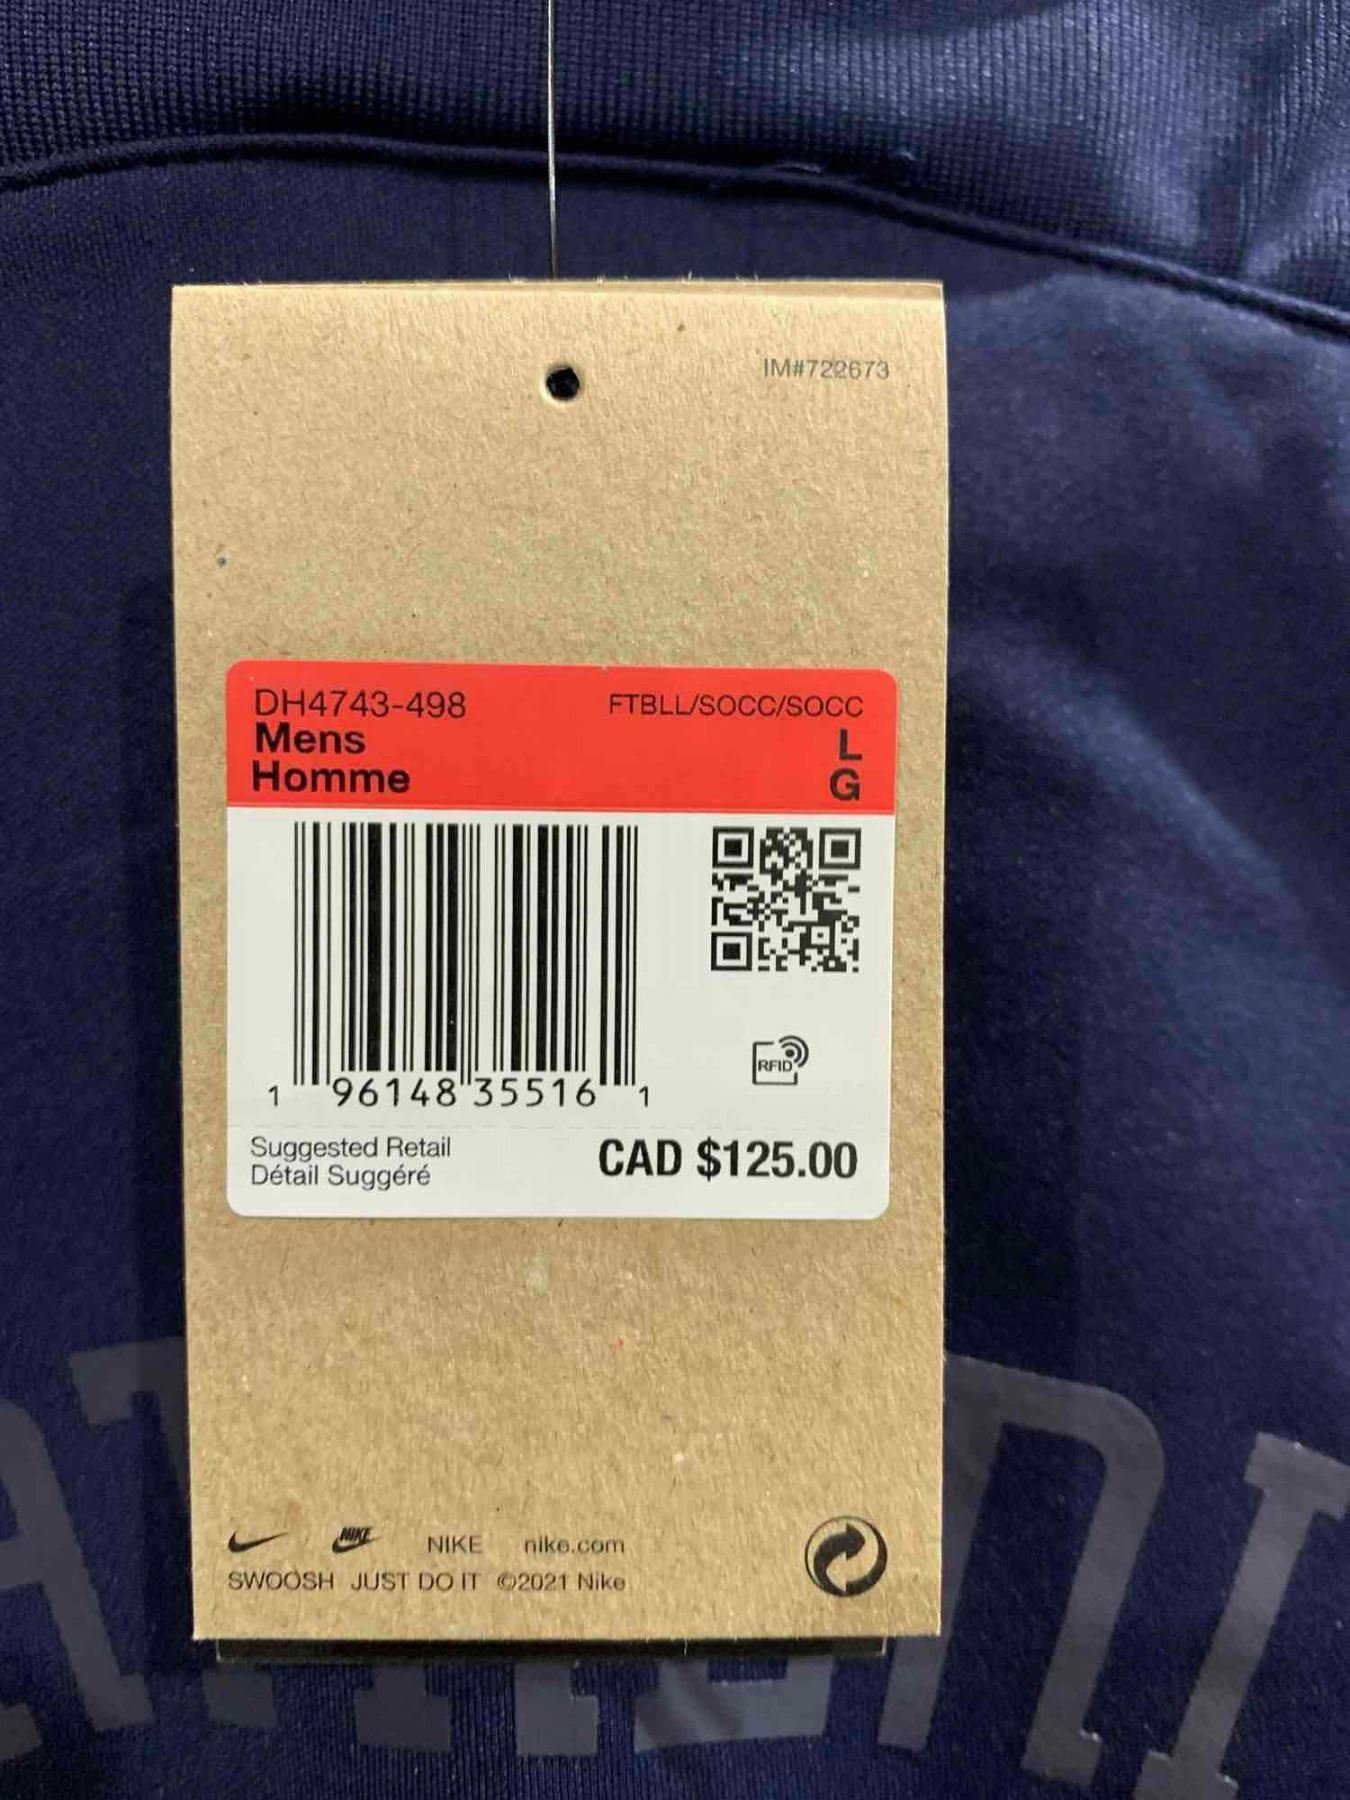 IM#722673
DH4743-498 FTBLL/SOCC/SOCC
Mens L
Homme G
1 96148 35516 1
RFID
Suggested Retail
Détail Suggéré
CAD $125.00
NIKE NIKE nike.com
SWOOSH JUST DO IT ©2021 Nike